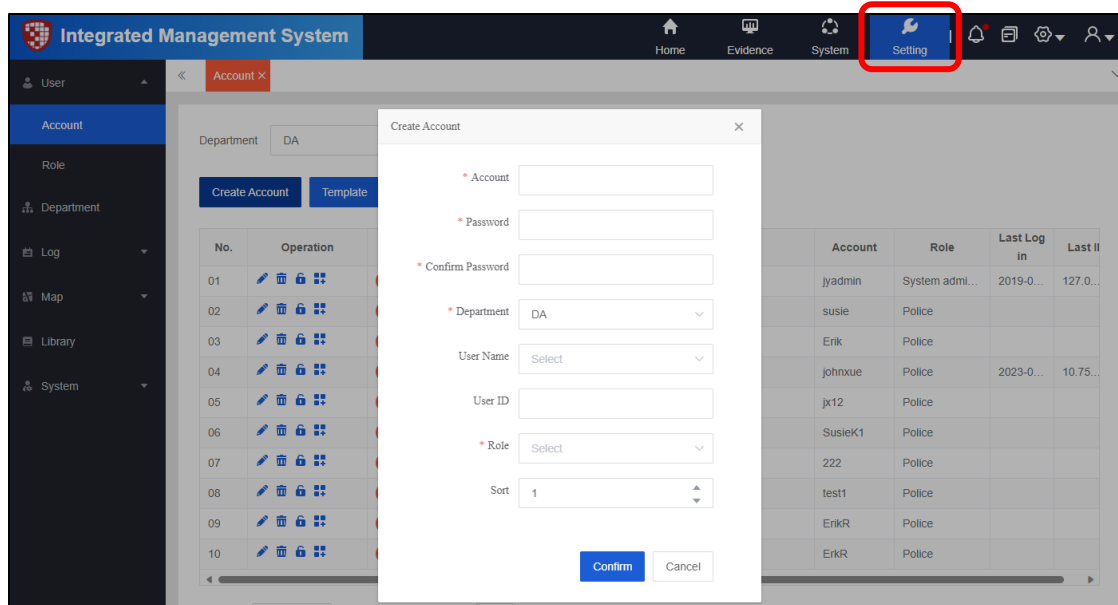 Integrated Management System
Home
Evidence
System
Setting
User
Account
Role
Department
Log
Map
Library
System
Account ×
Department
DA
Create Account
Template
No. Operation Account Role Last Log in Last
01 jyadmin System admi... 2019-0... 127.0...
02 susie Police
03 Erik Police
04 johnxue Police 2023-0... 10.75...
05 jx12 Police
06 SusieK1 Police
07 222 Police
08 test1 Police
09 ErikR Police
10 ErkR Police
Create Account ×
* Account
* Password
* Confirm Password
* Department DA
User Name Select
User ID
* Role Select
Sort 1
Confirm Cancel